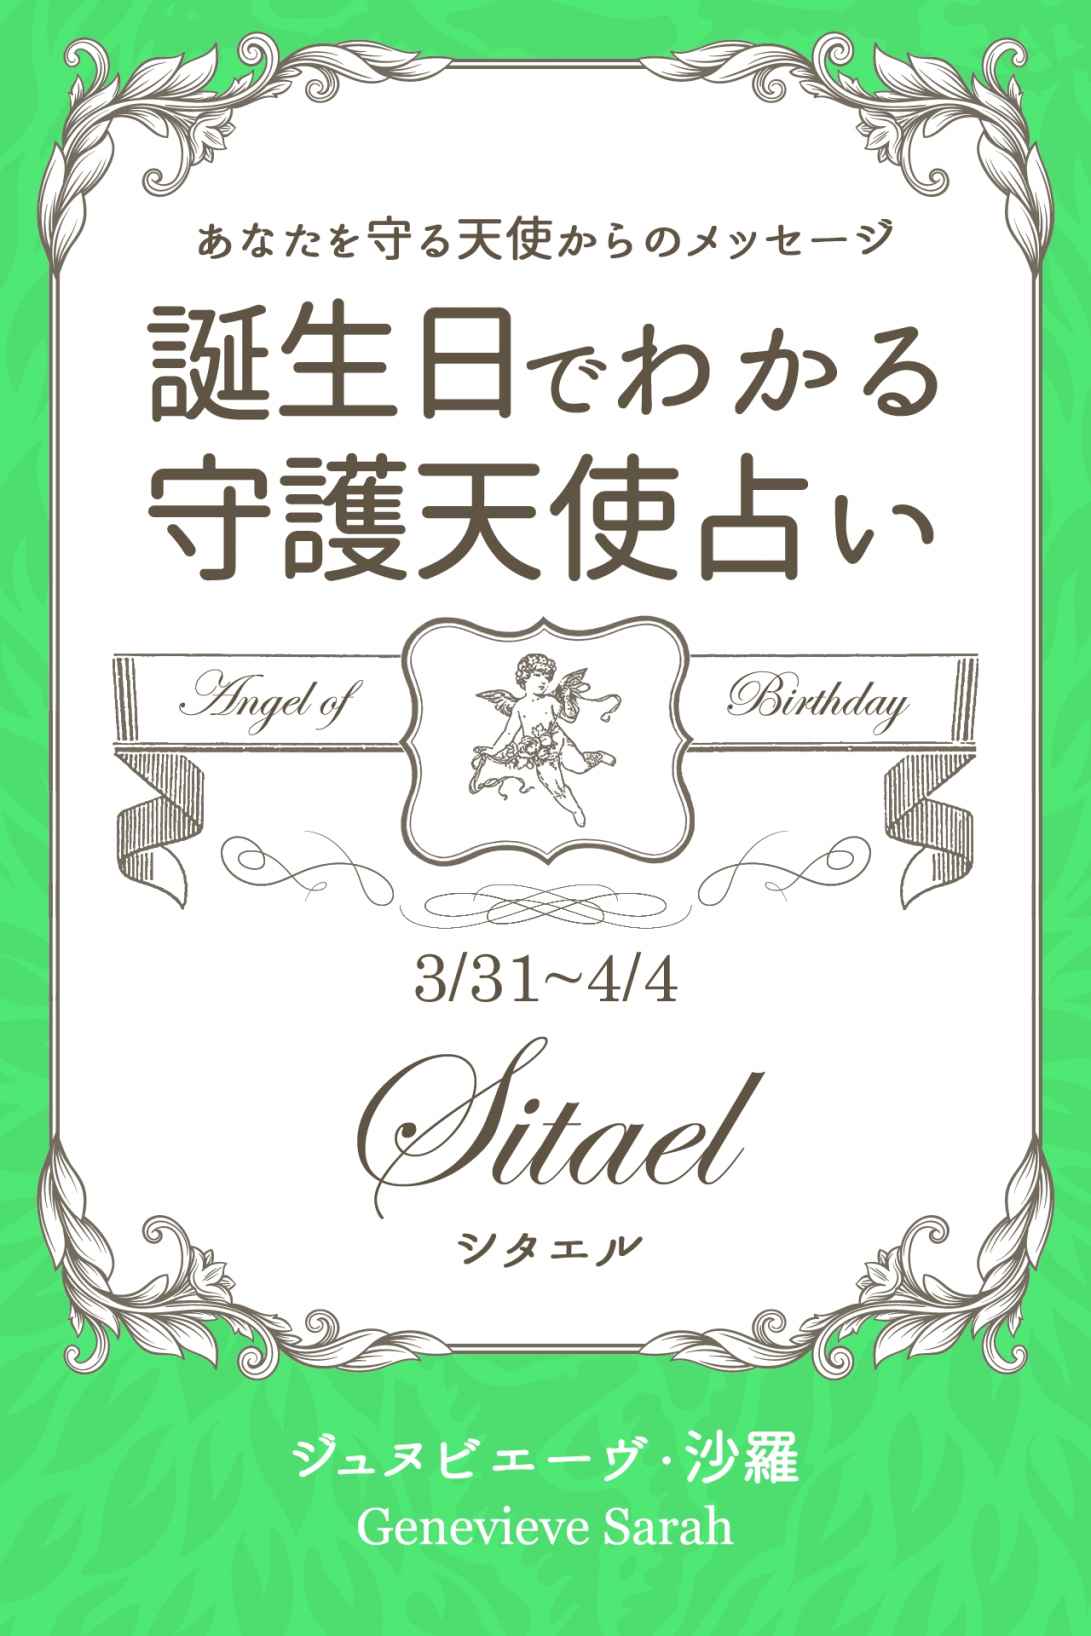 あなたを守る天使からのメッセージ
誕生日でわかる
守護天使占い
Angel of Birthday
3/31~4/4
Sitael
シタエル
ジュヌビエーヴ・沙羅
Genevieve Sarah